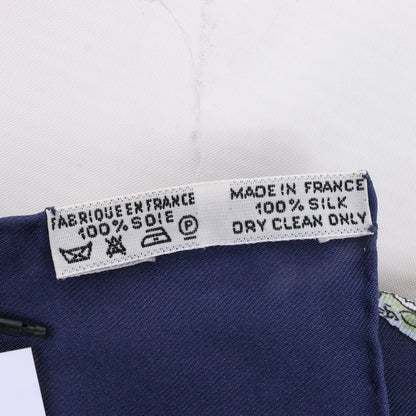 FABRIQUE EN FRANCE
100% SOIE
P
MADE IN FRANCE
100% SILK
DRY CLEAN ONLY